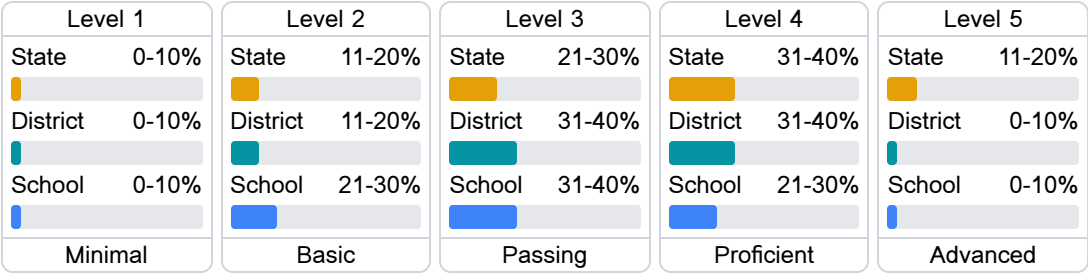 Level 1
State 0-10%
District 0-10%
School 0-10%
Minimal
Level 2
State 11-20%
District 11-20%
School 21-30%
Basic
Level 3
State 21-30%
District 31-40%
School 31-40%
Passing
Level 4
State 31-40%
District 31-40%
School 21-30%
Proficient
Level 5
State 11-20%
District 0-10%
School 0-10%
Advanced